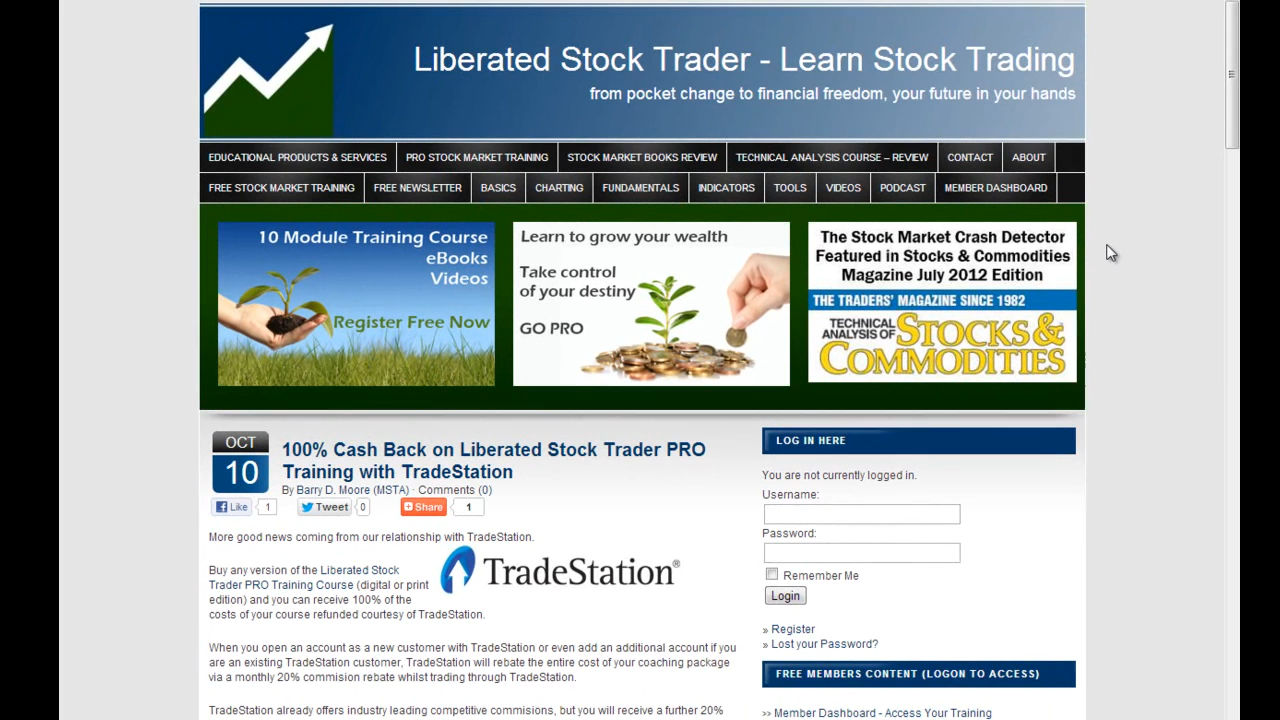 Liberated Stock Trader - Learn Stock Trading
from pocket change to financial freedom, your future in your hands
EDUCATIONAL PRODUCTS & SERVICES PRO STOCK MARKET TRAINING STOCK MARKET BOOKS REVIEW TECHNICAL ANALYSIS COURSE – REVIEW CONTACT ABOUT
FREE STOCK MARKET TRAINING FREE NEWSLETTER BASICS CHARTING FUNDAMENTALS INDICATORS TOOLS VIDEOS PODCAST MEMBER DASHBOARD
10 Module Training Course
eBooks
Videos
Register Free Now
Learn to grow your wealth
Take control
of your destiny
GO PRO
The Stock Market Crash Detector
Featured in Stocks & Commodities
Magazine July 2012 Edition
THE TRADERS' MAGAZINE SINCE 1982
TECHNICAL
ANALYSIS OF
STOCKS &
COMMODITIES
OCT
10
100% Cash Back on Liberated Stock Trader PRO
Training with TradeStation
By Barry D. Moore (MSTA) · Comments (0)
Like 1 Tweet 0 Share 1
More good news coming from our relationship with TradeStation.
TradeStation®
Buy any version of the Liberated Stock
Trader PRO Training Course (digital or print
edition) and you can receive 100% of the
costs of your course refunded courtesy of TradeStation.
When you open an account as a new customer with TradeStation or even add an additional account if you
are an existing TradeStation customer, TradeStation will rebate the entire cost of your coaching package
via a monthly 20% commision rebate whilst trading through TradeStation.
TradeStation already offers industry leading competitive commisions, but you will receive a further 20%
LOG IN HERE
You are not currently logged in.
Username:
Password:
Remember Me
Login
» Register
» Lost your Password?
FREE MEMBERS CONTENT (LOGON TO ACCESS)
>> Member Dashboard - Access Your Training